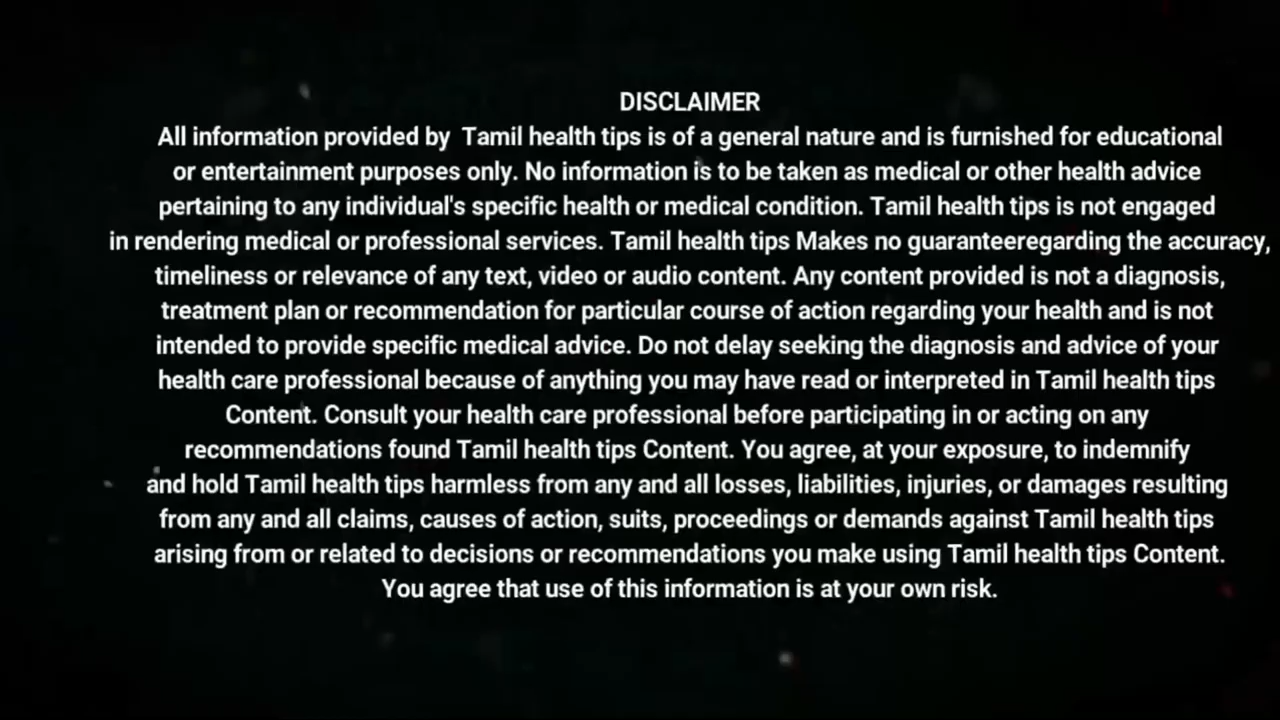 DISCLAIMER
All information provided by  Tamil health tips is of a general nature and is furnished for educational
or entertainment purposes only. No information is to be taken as medical or other health advice
pertaining to any individual's specific health or medical condition. Tamil health tips is not engaged
in rendering medical or professional services. Tamil health tips Makes no guaranteeregarding the accuracy,
timeliness or relevance of any text, video or audio content. Any content provided is not a diagnosis,
treatment plan or recommendation for particular course of action regarding your health and is not
intended to provide specific medical advice. Do not delay seeking the diagnosis and advice of your
health care professional because of anything you may have read or interpreted in Tamil health tips
Content. Consult your health care professional before participating in or acting on any
recommendations found Tamil health tips Content. You agree, at your exposure, to indemnify
and hold Tamil health tips harmless from any and all losses, liabilities, injuries, or damages resulting
from any and all claims, causes of action, suits, proceedings or demands against Tamil health tips
arising from or related to decisions or recommendations you make using Tamil health tips Content.
You agree that use of this information is at your own risk.